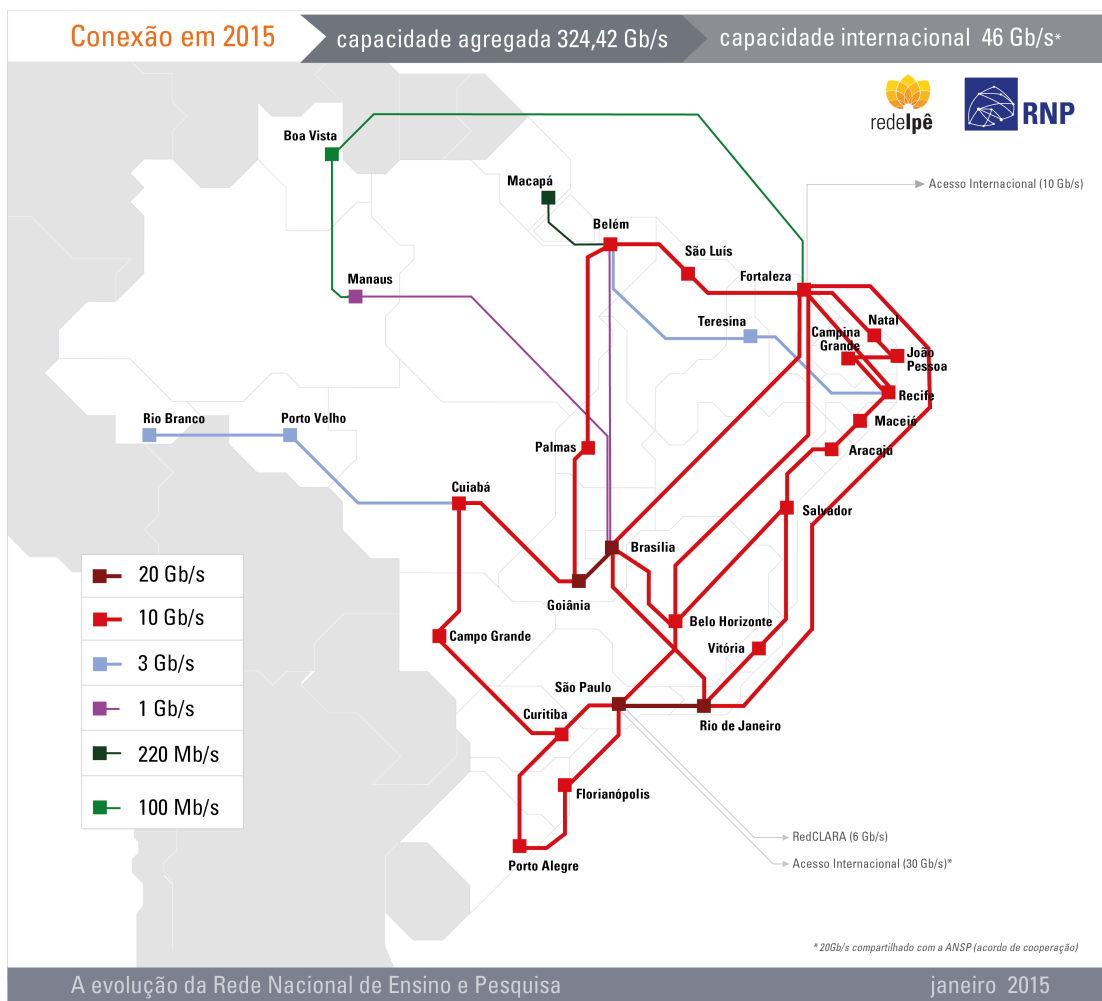 Conexão em 2015
capacidade agregada 324,42 Gb/s
capacidade internacional 46 Gb/s*
redeIpê
RNP
Boa Vista
Macapá
Acesso Internacional (10 Gb/s)
Belém
São Luís
Manaus
Fortaleza
Teresina
Natal
Campina
Grande
João
Pessoa
Recife
Rio Branco
Porto Velho
Maceió
Palmas
Aracajú
Cuiabá
Salvador
Brasília
20 Gb/s
Goiânia
10 Gb/s
Belo Horizonte
Campo Grande
Vitória
3 Gb/s
São Paulo
1 Gb/s
Curitiba
Rio de Janeiro
220 Mb/s
Florianópolis
100 Mb/s
RedCLARA (6 Gb/s)
Porto Alegre
Acesso Internacional (30 Gb/s)*
* 20Gb/s compartilhado com a ANSP (acordo de cooperação)
A evolução da Rede Nacional de Ensino e Pesquisa
janeiro 2015